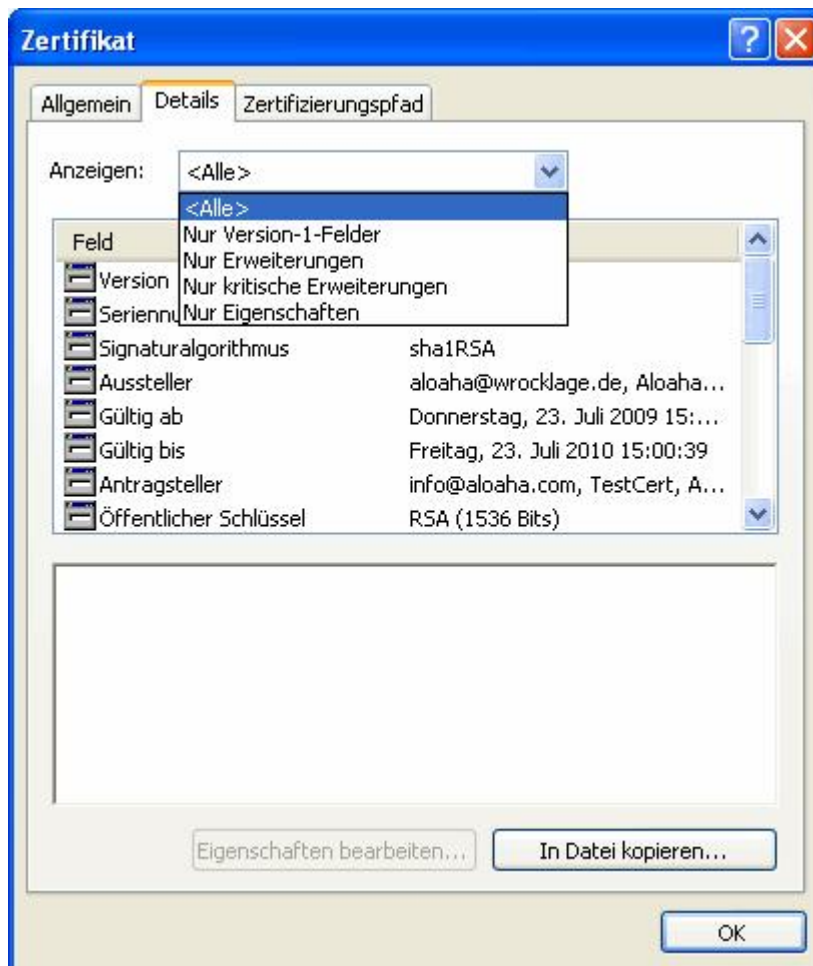 Zertifikat
Allgemein Details Zertifizierungspfad
Anzeigen: <Alle>
<Alle>
Nur Version-1-Felder
Nur Erweiterungen
Nur kritische Erweiterungen
Nur Eigenschaften
Feld
Version
Signaturalgorithmus sha1RSA
Aussteller aloaha@wrocklage.de, Aloaha...
Gültig ab Donnerstag, 23. Juli 2009 15:...
Gültig bis Freitag, 23. Juli 2010 15:00:39
Antragsteller info@aloaha.com, TestCert, A...
Öffentlicher Schlüssel RSA (1536 Bits)
Eigenschaften bearbeiten... In Datei kopieren...
OK